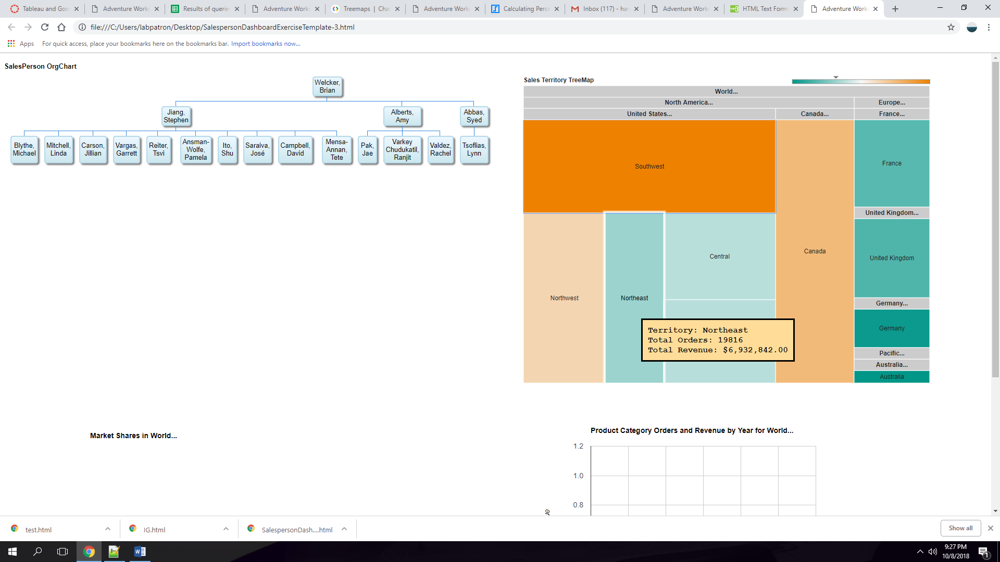 Tableau and Goo
Adventure Works
Results of querie
Adventure Works
Treemaps | Cha
Adventure Works
Calculating Perce
Inbox (117) - har
Adventure Works
HTML Text Forma
Adventure Works
file:///C:/Users/labpatron/Desktop/SalespersonDashboardExerciseTemplate-3.html
Apps
For quick access, place your bookmarks here on the bookmarks bar. Import bookmarks now...
SalesPerson OrgChart
Welcker,
Brian
Jiang,
Stephen
Alberts,
Amy
Abbas,
Syed
Blythe,
Michael
Mitchell,
Linda
Carson,
Jillian
Vargas,
Garrett
Reiter,
Tsvi
Ansman-
Wolfe,
Pamela
Ito,
Shu
Saraiva,
José
Campbell,
David
Mensa-
Annan,
Tete
Pak,
Jae
Varkey
Chudukatil,
Ranjit
Valdez,
Rachel
Tsoflias,
Lynn
Sales Territory TreeMap
World...
North America...
Europe...
United States...
Canada...
France...
Southwest
France
United Kingdom...
Central
Canada
United Kingdom
Northwest
Northeast
Germany...
Germany
Territory: Northeast
Total Orders: 19816
Total Revenue: $6,932,842.00
Pacific...
Australia...
Australia
Market Shares in World...
Product Category Orders and Revenue by Year for World...
1.2
1.0
0.8
ue
test.html
IG.html
SalespersonDash....html
Show all
9:27 PM
10/8/2018
1